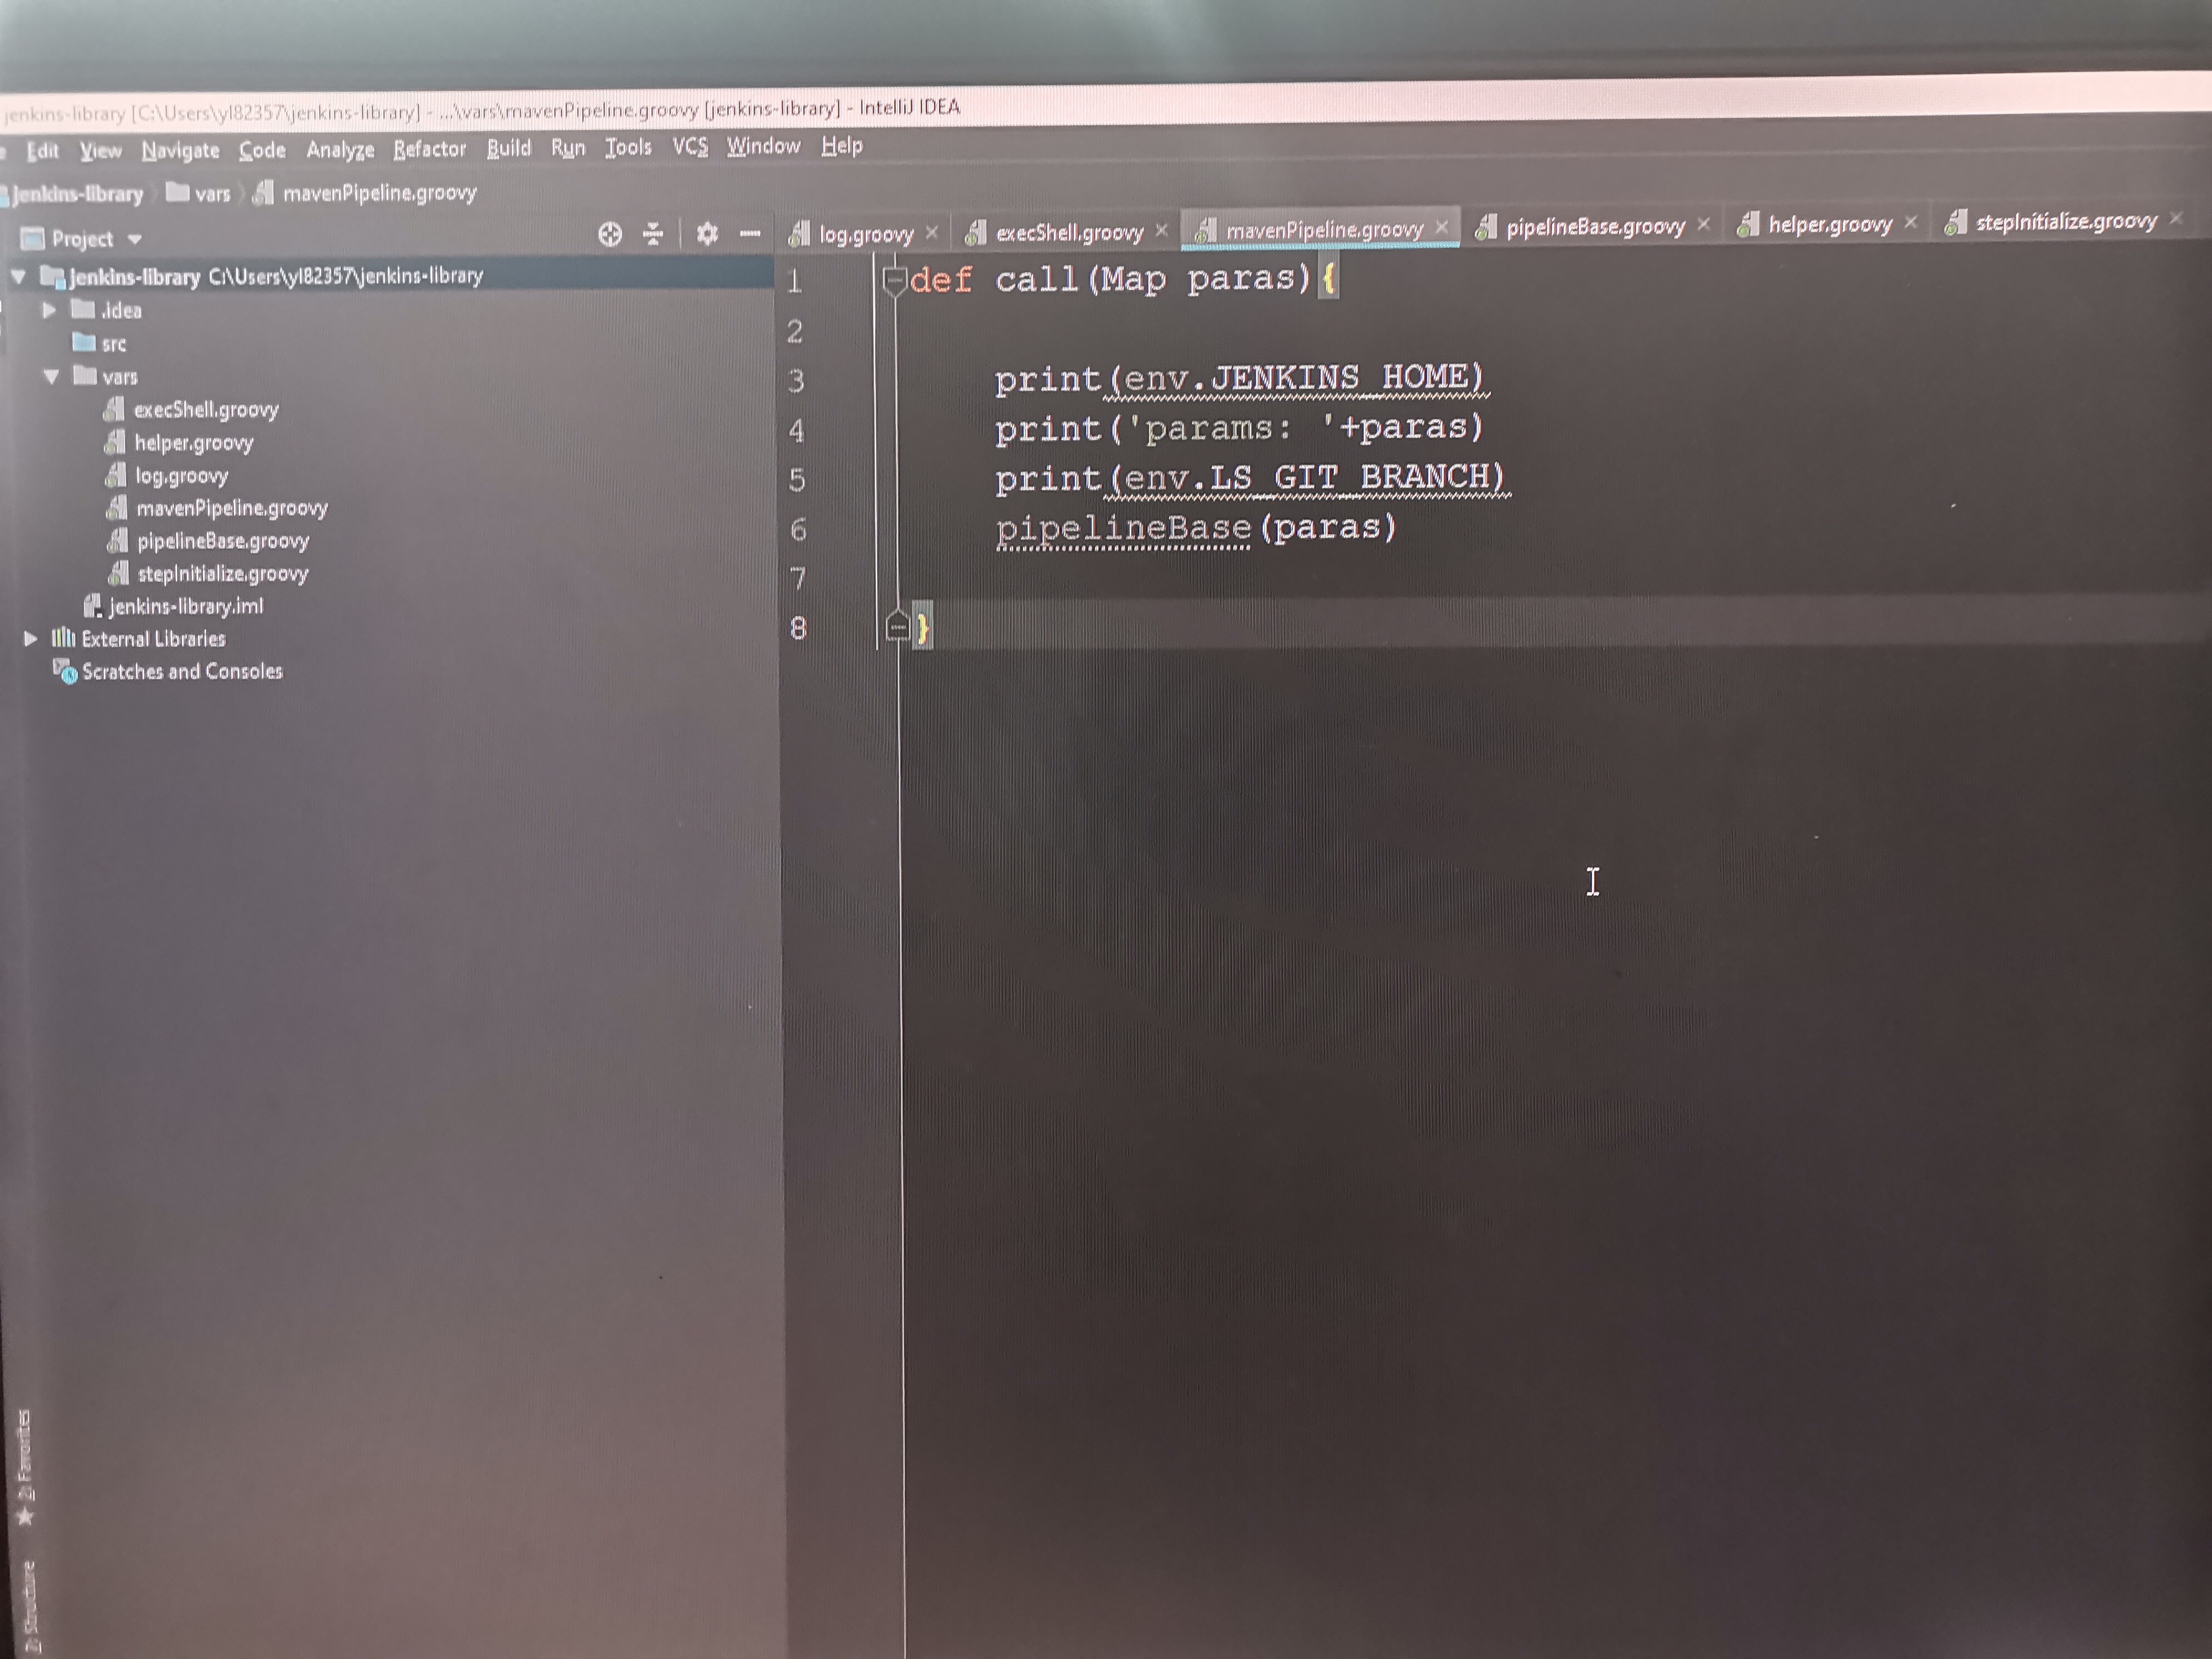 jenkins-library [C:\Users\yl82357\jenkins-library] - ...\vars\mavenPipeline.groovy [jenkins-library] - IntelliJ IDEA
Edit View Navigate Code Analyze Refactor Build Run Tools VCS Window Help
jenkins-library vars mavenPipeline.groovy
Project
log.groovy execShell.groovy mavenPipeline.groovy pipelineBase.groovy helper.groovy stepInitialize.groovy
jenkins-library C:\Users\yl82357\jenkins-library
.idea
src
vars
execShell.groovy
helper.groovy
log.groovy
mavenPipeline.groovy
pipelineBase.groovy
stepInitialize.groovy
jenkins-library.iml
External Libraries
Scratches and Consoles
1 def call(Map paras){
2
3 print(env.JENKINS_HOME)
4 print('params: '+paras)
5 print(env.LS_GIT_BRANCH)
6 pipelineBase(paras)
7
8 }
2: Favorites
Structure